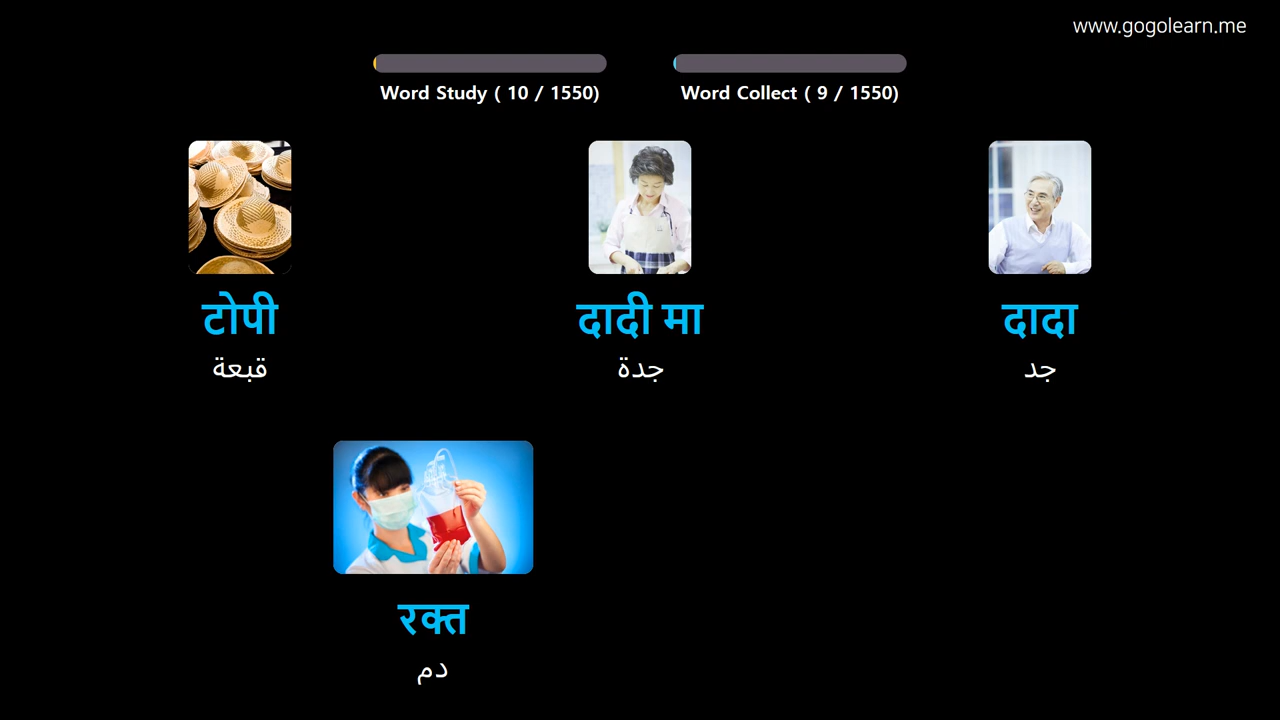 www.gogolearn.me
Word Study ( 10 / 1550)
Word Collect ( 9 / 1550)
टोपी
قبعة
दादी मा
جدة
दादा
جد
रक्त
دم